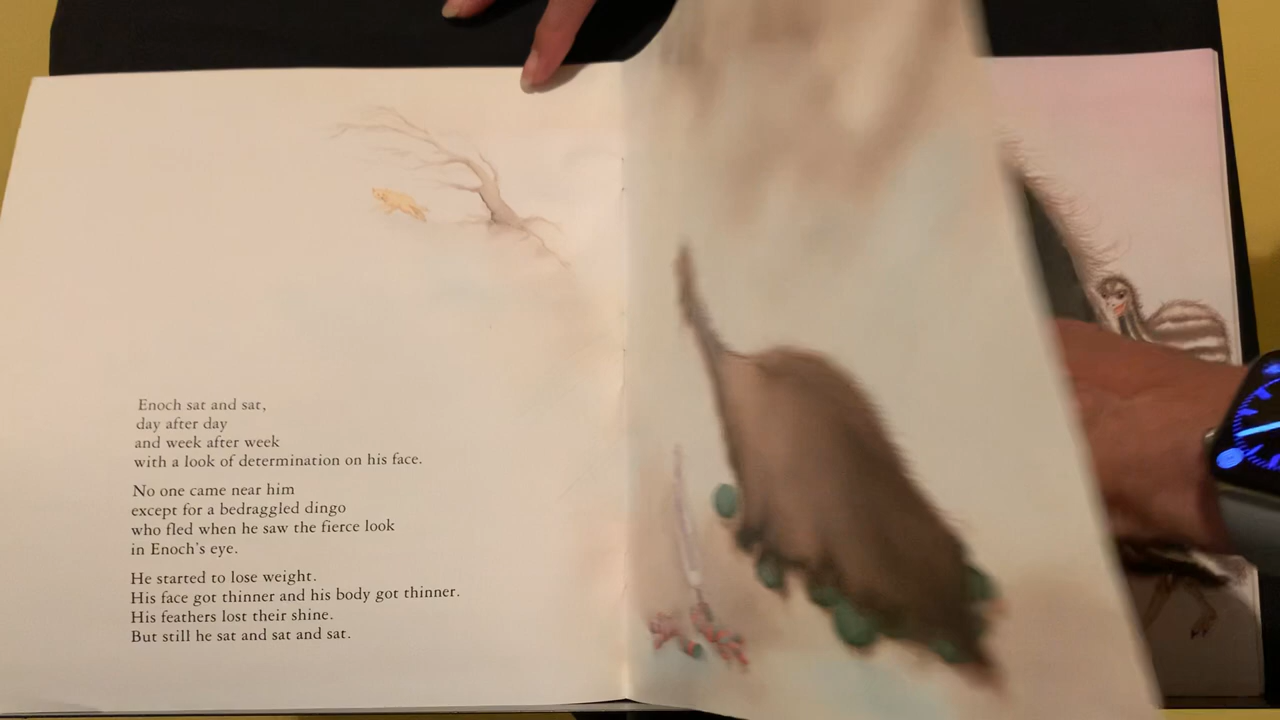 Enoch sat and sat,
day after day
and week after week
with a look of determination on his face.
No one came near him
except for a bedraggled dingo
who fled when he saw the fierce look
in Enoch's eye.
He started to lose weight.
His face got thinner and his body got thinner.
His feathers lost their shine.
But still he sat and sat and sat.